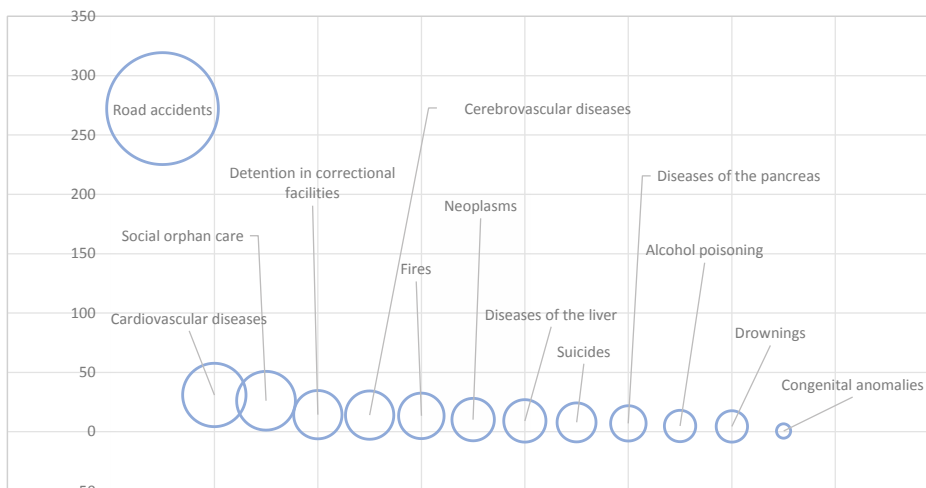 350
300
Road accidents
Cerebrovascular diseases
250
Detention in correctional
facilities
Diseases of the pancreas
200
Neoplasms
Social orphan care
150
Alcohol poisoning
Fires
100
Cardiovascular diseases
Diseases of the liver
Drownings
Suicides
50
Congenital anomalies
0